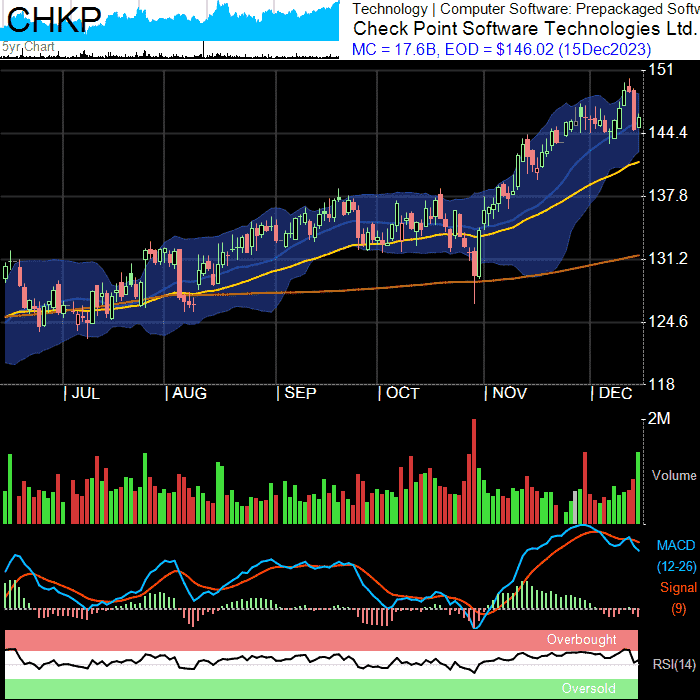 CHKP
5yr Chart
Technology | Computer Software: Prepackaged Softw
Check Point Software Technologies Ltd.
MC = 17.6B, EOD = $146.02 (15Dec2023)
151
144.4
137.8
131.2
124.6
118
| JUL | AUG | SEP | OCT | NOV | DEC
2M
Volume
MACD
(12-26)
Signal
(9)
Overbought
RSI(14)
Oversold